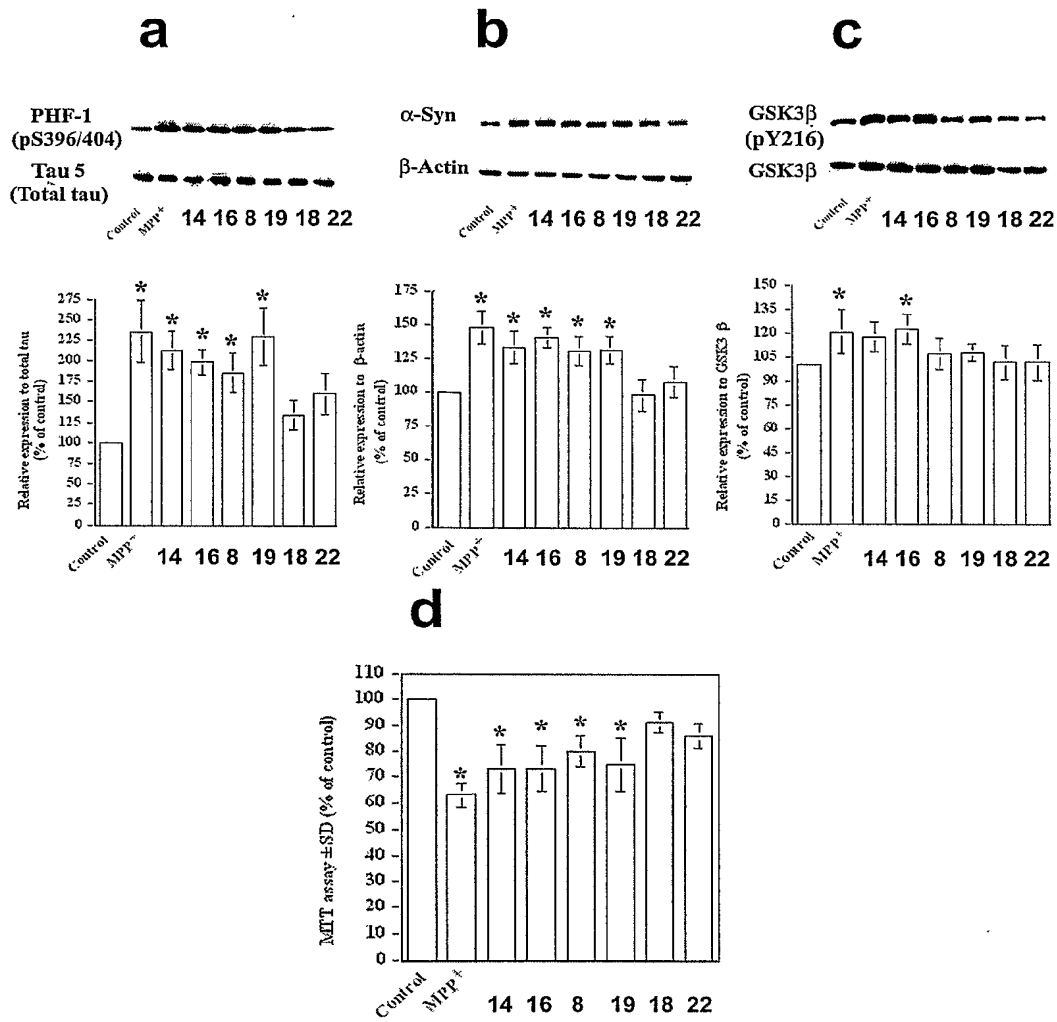 a
b
c
PHF-1
(pS396/404)
Tau 5
(Total tau)
Control MPP+ 14 16 8 19 18 22
α-Syn
β-Actin
Control MPP+ 14 16 8 19 18 22
GSK3β
(pY216)
GSK3β
Control MPP+ 14 16 8 19 18 22
Relative expression to total tau
(% of control)
275
250
225
200
175
150
125
100
75
50
25
0
* * * * *
Control MPP+ 14 16 8 19 18 22
Relative expression to β-actin
(% of control)
175
150
125
100
75
50
25
0
* * * * *
Control MPP+ 14 16 8 19 18 22
Relative expression to GSK3 β
(% of control)
150
135
120
105
90
75
60
45
30
15
0
* *
Control MPP+ 14 16 8 19 18 22
d
MTT assay ±SD (% of control)
110
100
90
80
70
60
50
40
30
20
10
0
* * * * *
Control MPP+ 14 16 8 19 18 22